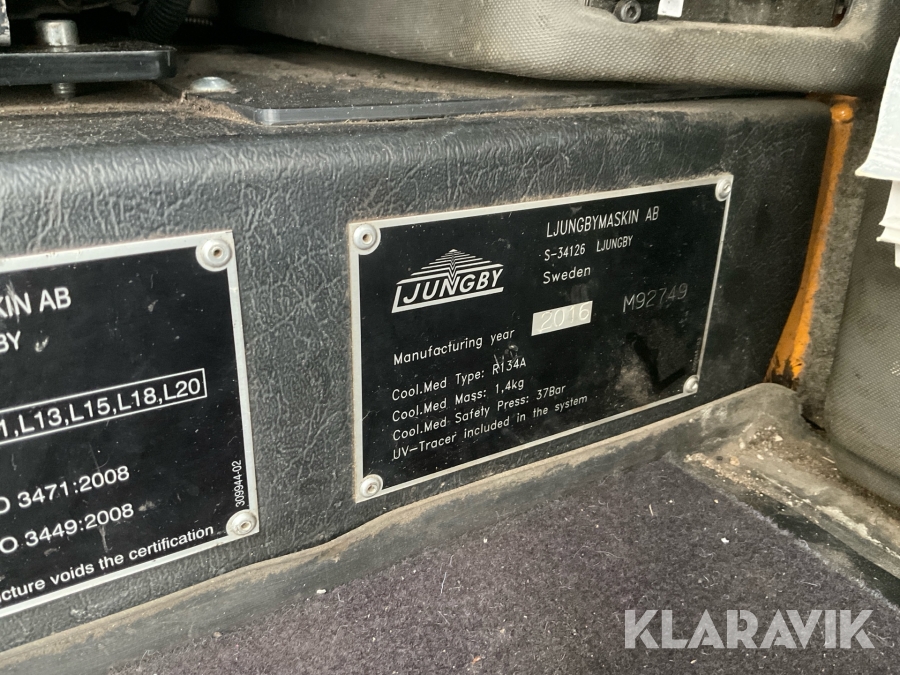 KIN AB
BY
1,L13,L15,L18,L20
O 3471:2008
O 3449:2008
cture voids the certification
309944-02
LJUNGBYMASKIN AB
S-34126 LJUNGBY
Sweden
LJUNGBY
M92749
Manufacturing year 2016
Cool.Med Type: R134A
Cool.Med Mass: 1,4kg
Cool.Med Safety Press: 37Bar
UV-Tracer included in the system
KLARAVIK